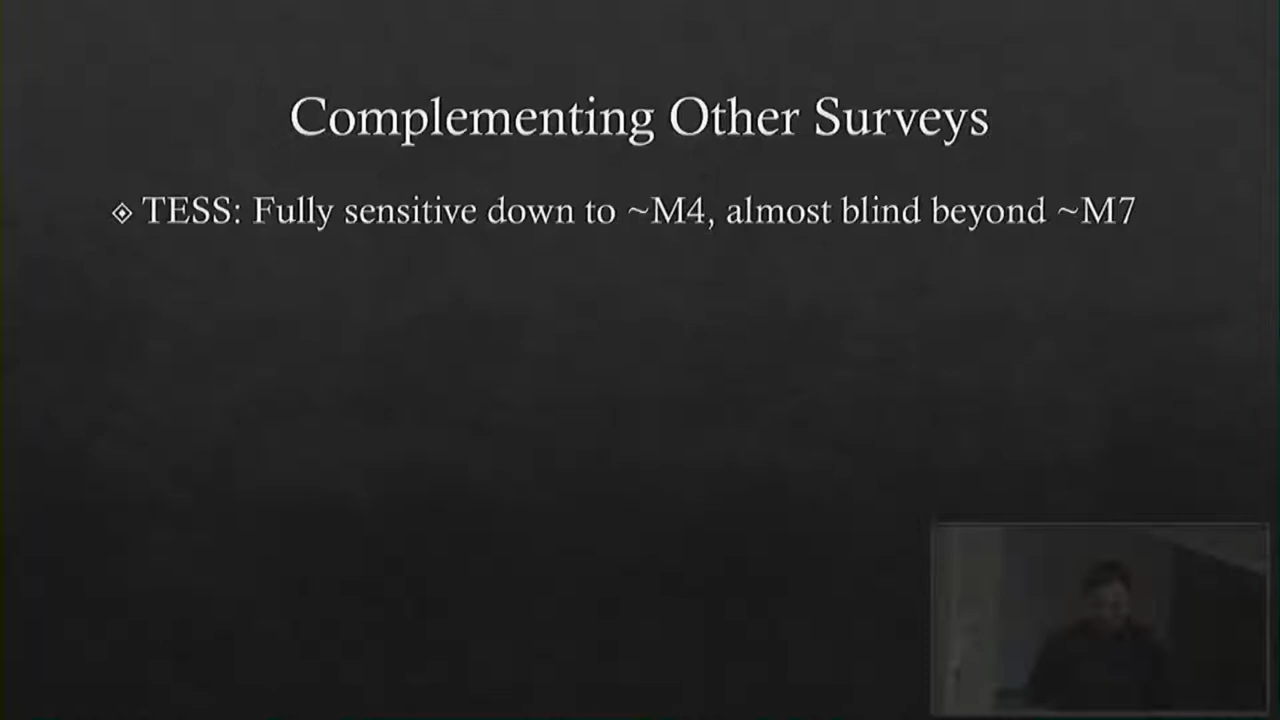 Complementing Other Surveys
TESS: Fully sensitive down to ~M4, almost blind beyond ~M7